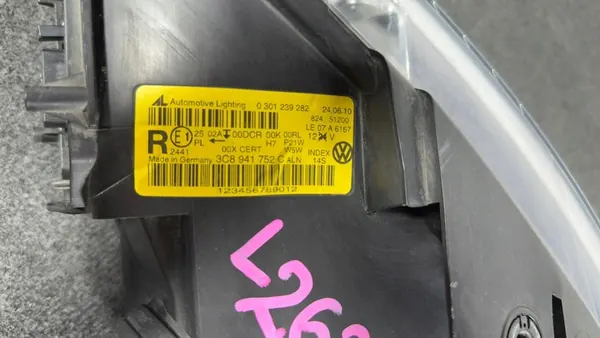 AL Automotive Lighting 0 301 239 282 24.06.10
824 51200
LE 07 A 6167
R E1 25 02A 00DCR 00K 00RL 12 V
PL ← H7 P21W
2441 00X CERT W5W INDEX
Made in Germany 3C8 941 752 C ALN 14S
123456789012
L262